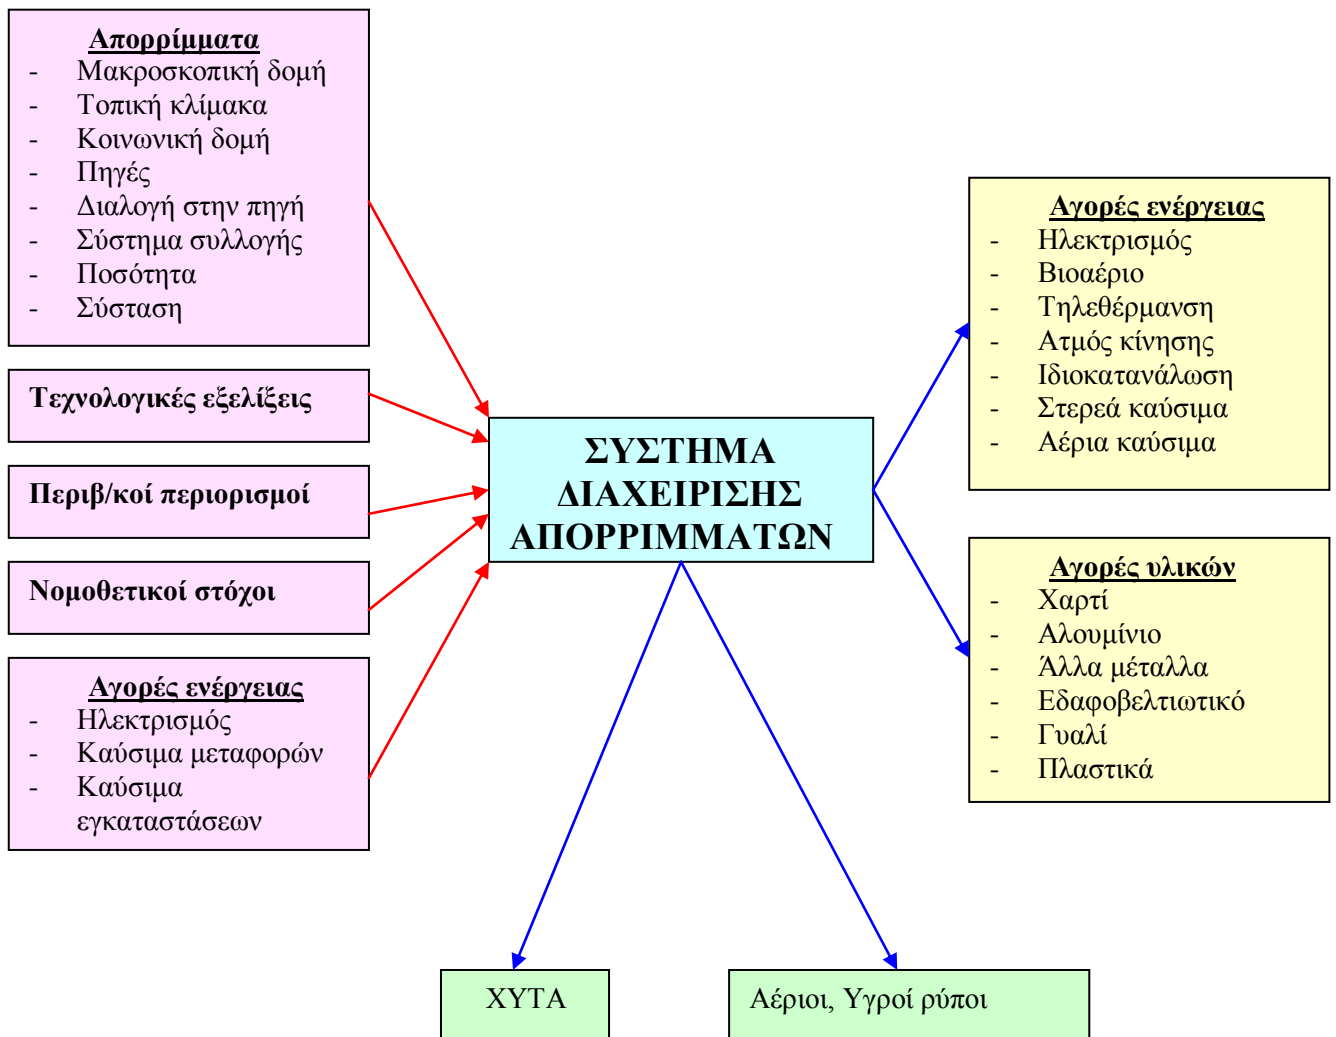 Απορρίμματα
- Μακροσκοπική δομή
- Τοπική κλίμακα
- Κοινωνική δομή
- Πηγές
- Διαλογή στην πηγή
- Σύστημα συλλογής
- Ποσότητα
- Σύσταση
Τεχνολογικές εξελίξεις
Περιβ/κοί περιορισμοί
Νομοθετικοί στόχοι
Αγορές ενέργειας
- Ηλεκτρισμός
- Καύσιμα μεταφορών
- Καύσιμα
εγκαταστάσεων
ΣΥΣΤΗΜΑ
ΔΙΑΧΕΙΡΙΣΗΣ
ΑΠΟΡΡΙΜΜΑΤΩΝ
Αγορές ενέργειας
- Ηλεκτρισμός
- Βιοαέριο
- Τηλεθέρμανση
- Ατμός κίνησης
- Ιδιοκατανάλωση
- Στερεά καύσιμα
- Αέρια καύσιμα
Αγορές υλικών
- Χαρτί
- Αλουμίνιο
- Άλλα μέταλλα
- Εδαφοβελτιωτικό
- Γυαλί
- Πλαστικά
ΧΥΤΑ
Αέριοι, Υγροί ρύποι